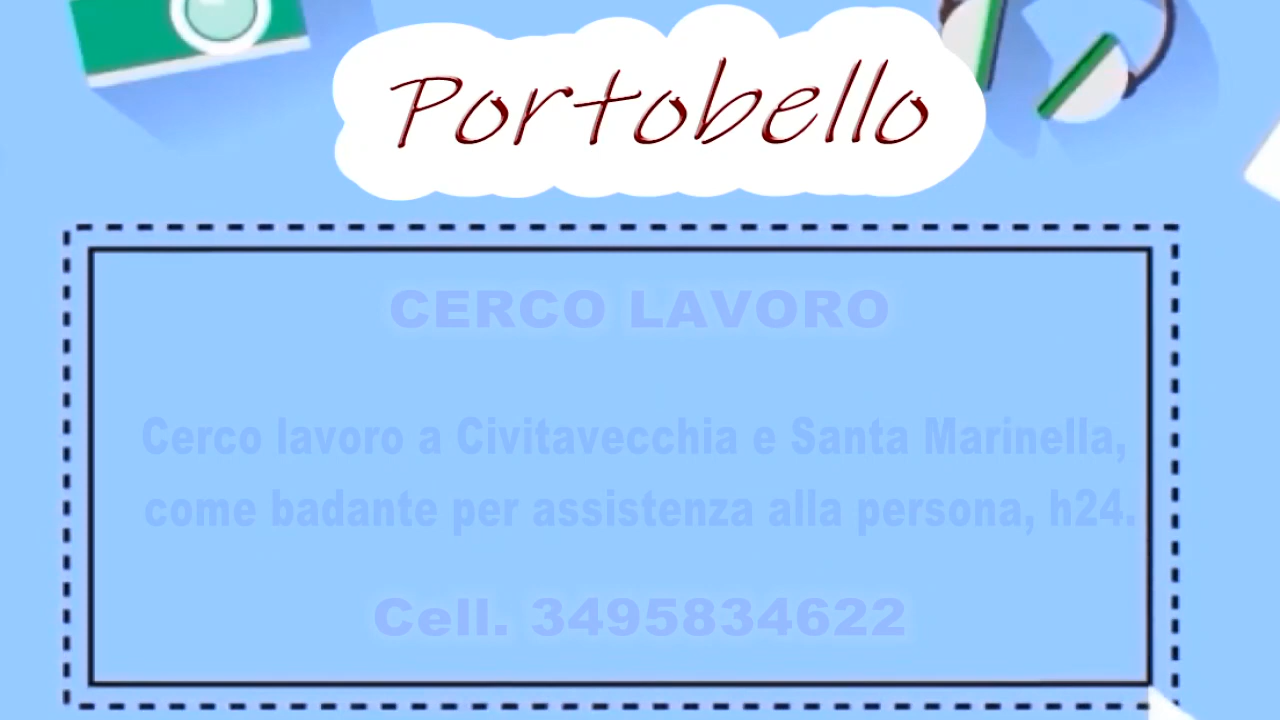 Portobello
CERCO LAVORO
Cerco lavoro a Civitavecchia e Santa Marinella,
come badante per assistenza alla persona, h24.
Cell. 3495834622